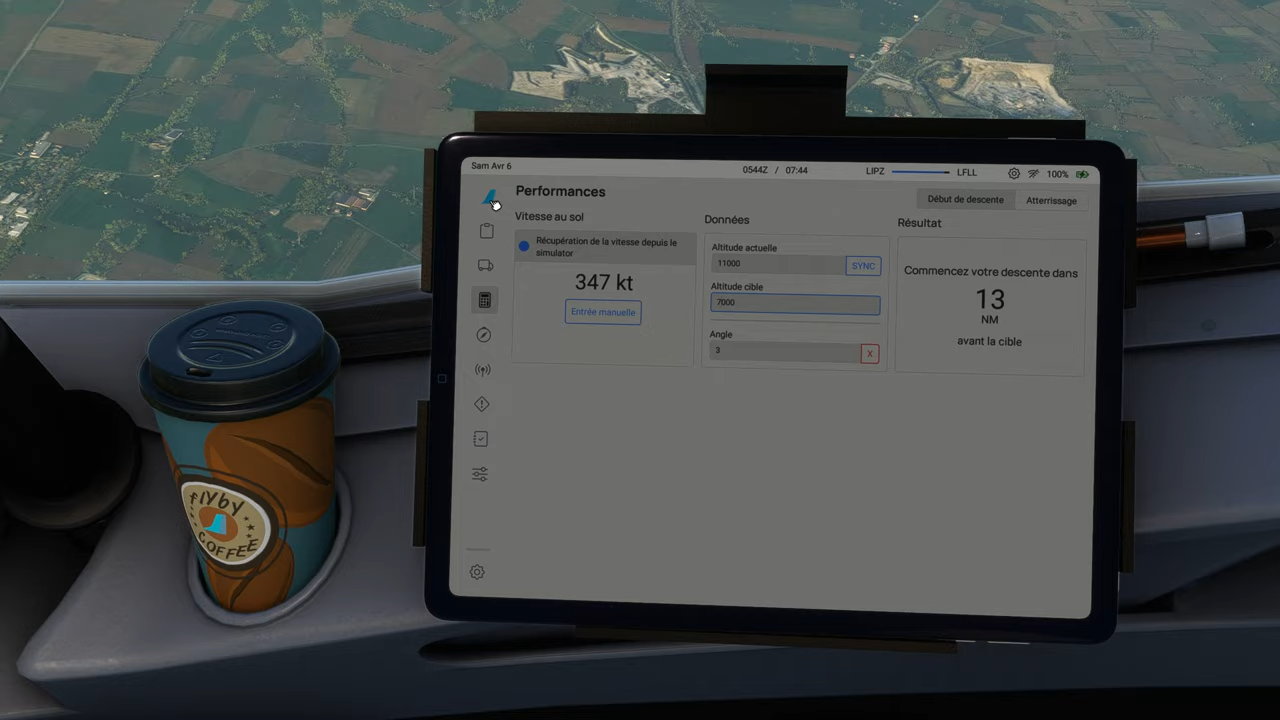 Sam Avr 6
0544Z / 07:44
LIPZ
LFLL
100%
Performances
Début de descente
Atterrissage
Vitesse au sol
Récupération de la vitesse depuis le
simulator
347 kt
Entrée manuelle
Données
Altitude actuelle
11000
SYNC
Altitude cible
7000
Angle
3
X
Résultat
Commencez votre descente dans
13
NM
avant la cible
flyby
COFFEE